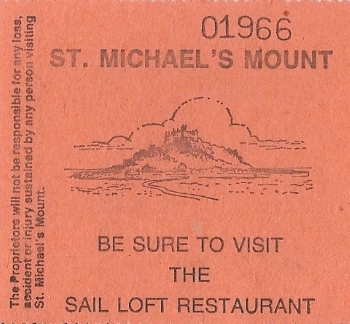 01966
ST. MICHAEL'S MOUNT
BE SURE TO VISIT
THE
SAIL LOFT RESTAURANT
The Proprietors will not be responsible for any loss,
accident or injury sustained by any person visiting
St. Michael's Mount.